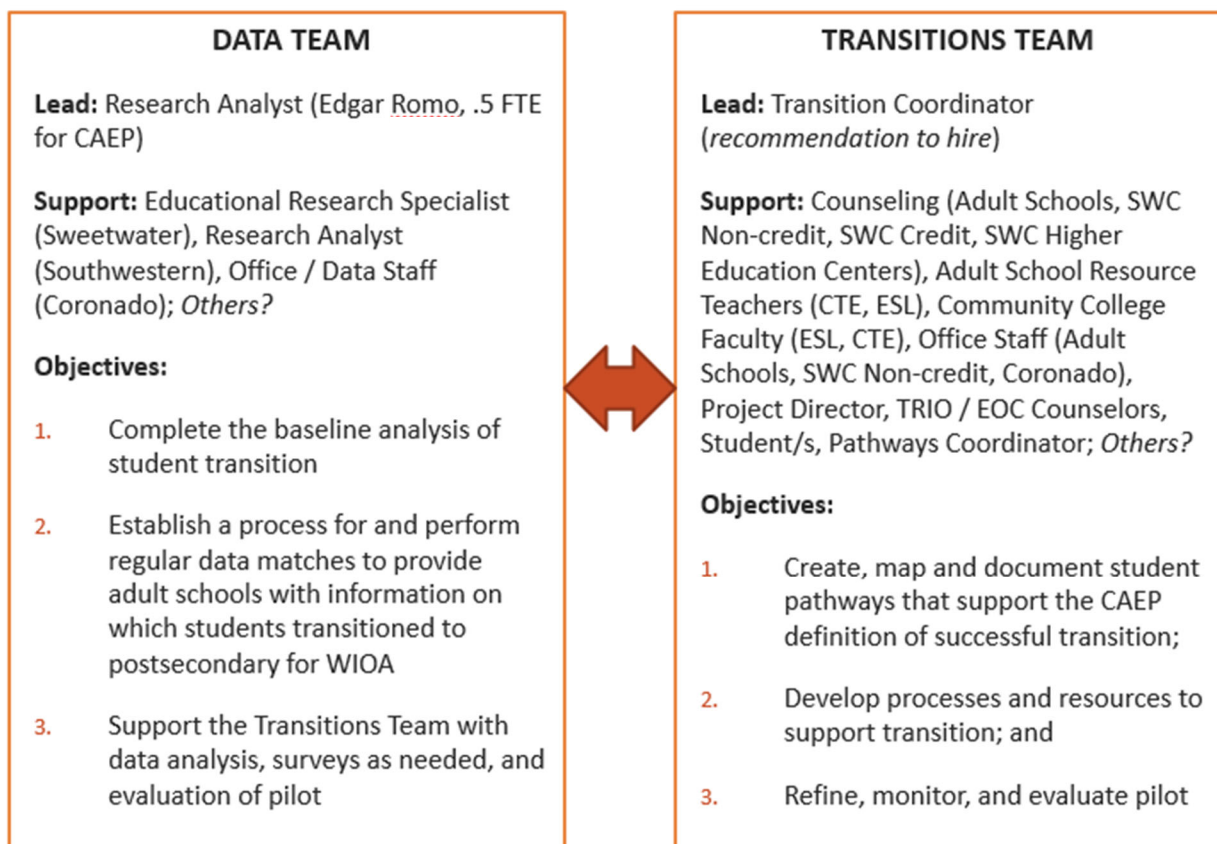 DATA TEAM
Lead: Research Analyst (Edgar Romo, .5 FTE
for CAEP)
Support: Educational Research Specialist
(Sweetwater), Research Analyst
(Southwestern), Office / Data Staff
(Coronado); Others?
Objectives:
1. Complete the baseline analysis of
student transition
2. Establish a process for and perform
regular data matches to provide
adult schools with information on
which students transitioned to
postsecondary for WIOA
3. Support the Transitions Team with
data analysis, surveys as needed, and
evaluation of pilot
TRANSITIONS TEAM
Lead: Transition Coordinator
(recommendation to hire)
Support: Counseling (Adult Schools, SWC
Non-credit, SWC Credit, SWC Higher
Education Centers), Adult School Resource
Teachers (CTE, ESL), Community College
Faculty (ESL, CTE), Office Staff (Adult
Schools, SWC Non-credit, Coronado),
Project Director, TRIO / EOC Counselors,
Student/s, Pathways Coordinator; Others?
Objectives:
1. Create, map and document student
pathways that support the CAEP
definition of successful transition;
2. Develop processes and resources to
support transition; and
3. Refine, monitor, and evaluate pilot